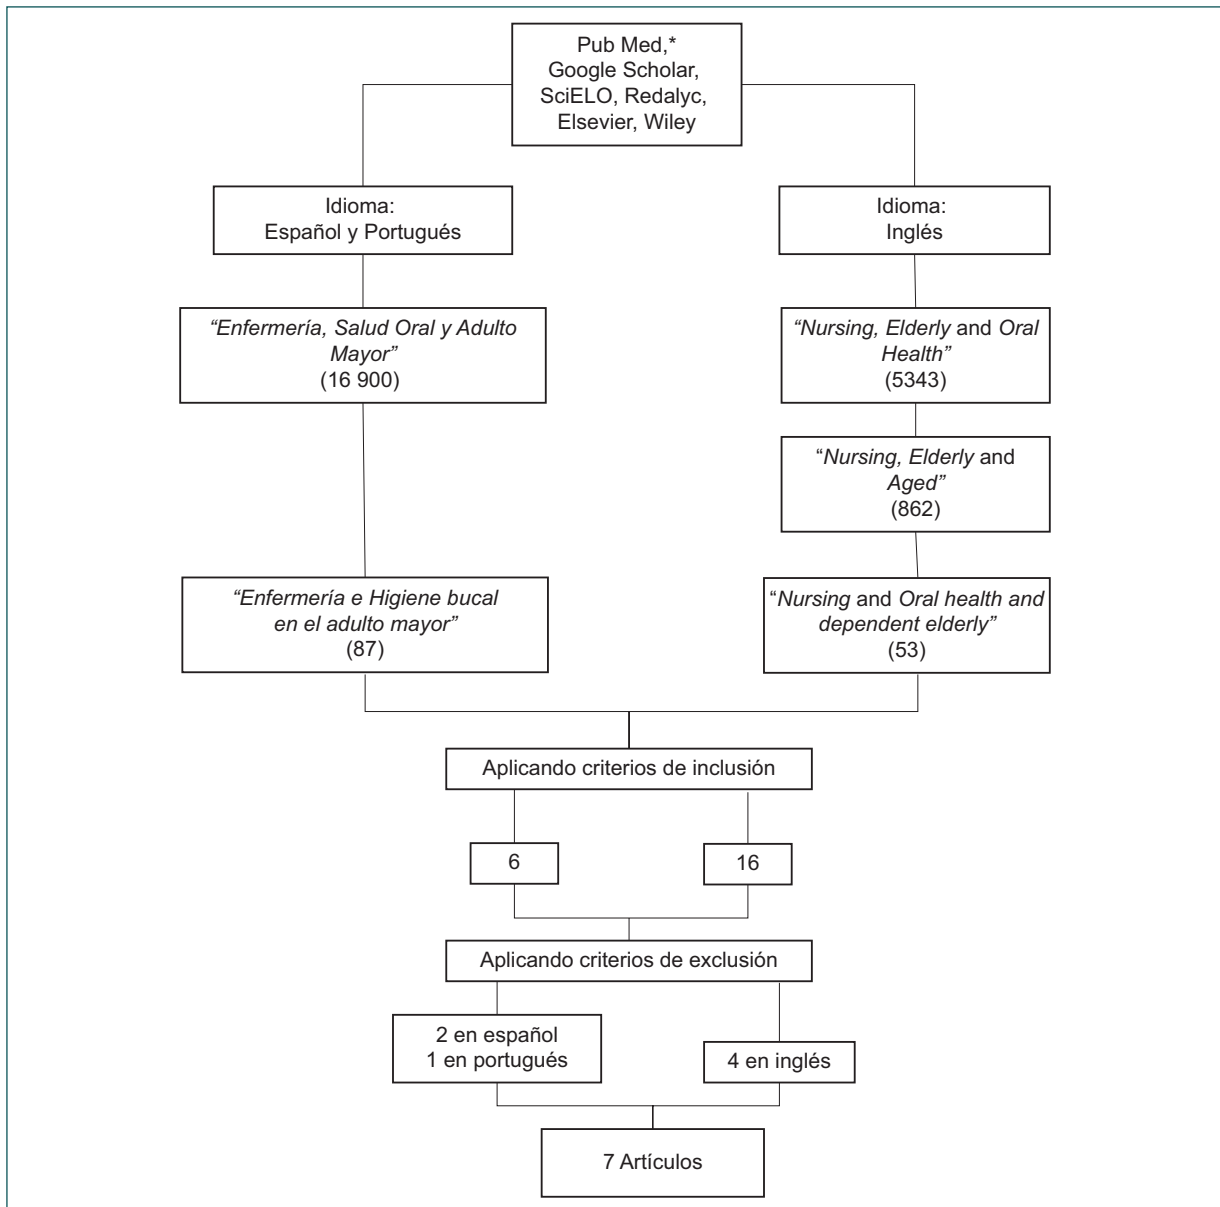 Pub Med,*
Google Scholar,
SciELO, Redalyc,
Elsevier, Wiley
Idioma:
Español y Portugués
Idioma:
Inglés
“Enfermería, Salud Oral y Adulto
Mayor”
(16 900)
“Nursing, Elderly and Oral
Health”
(5343)
“Nursing, Elderly and
Aged”
(862)
“Enfermería e Higiene bucal
en el adulto mayor”
(87)
“Nursing and Oral health and
dependent elderly”
(53)
Aplicando criterios de inclusión
6
16
Aplicando criterios de exclusión
2 en español
1 en portugués
4 en inglés
7 Artículos